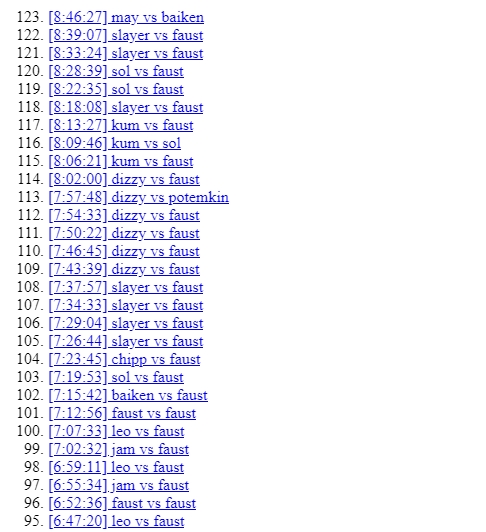 123. [8:46:27] may vs baiken
122. [8:39:07] slayer vs faust
121. [8:33:24] slayer vs faust
120. [8:28:39] sol vs faust
119. [8:22:35] sol vs faust
118. [8:18:08] slayer vs faust
117. [8:13:27] kum vs faust
116. [8:09:46] kum vs sol
115. [8:06:21] kum vs faust
114. [8:02:00] dizzy vs faust
113. [7:57:48] dizzy vs potemkin
112. [7:54:33] dizzy vs faust
111. [7:50:22] dizzy vs faust
110. [7:46:45] dizzy vs faust
109. [7:43:39] dizzy vs faust
108. [7:37:57] slayer vs faust
107. [7:34:33] slayer vs faust
106. [7:29:04] slayer vs faust
105. [7:26:44] slayer vs faust
104. [7:23:45] chipp vs faust
103. [7:19:53] sol vs faust
102. [7:15:42] baiken vs faust
101. [7:12:56] faust vs faust
100. [7:07:33] leo vs faust
99. [7:02:32] jam vs faust
98. [6:59:11] leo vs faust
97. [6:55:34] jam vs faust
96. [6:52:36] faust vs faust
95. [6:47:20] leo vs faust